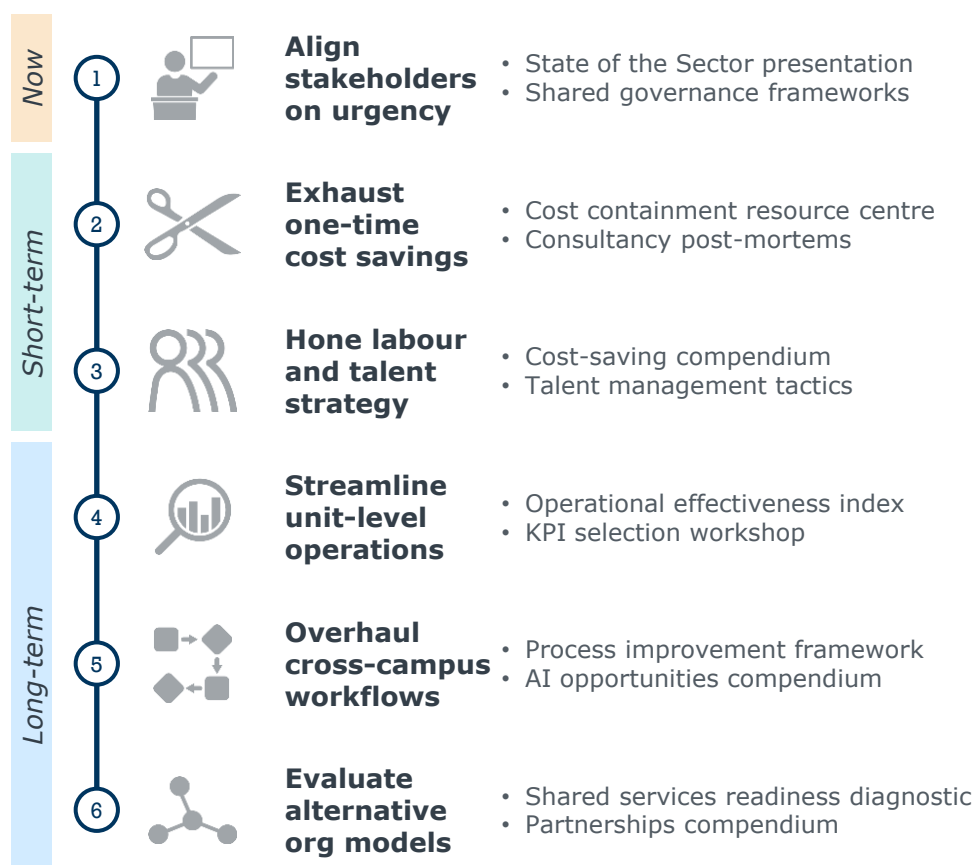 Now
1
Align
stakeholders
on urgency
• State of the Sector presentation
• Shared governance frameworks
Short-term
2
Exhaust
one-time
cost savings
• Cost containment resource centre
• Consultancy post-mortems
3
Hone labour
and talent
strategy
• Cost-saving compendium
• Talent management tactics
Long-term
4
Streamline
unit-level
operations
• Operational effectiveness index
• KPI selection workshop
5
Overhaul
cross-campus
workflows
• Process improvement framework
• AI opportunities compendium
6
Evaluate
alternative
org models
• Shared services readiness diagnostic
• Partnerships compendium